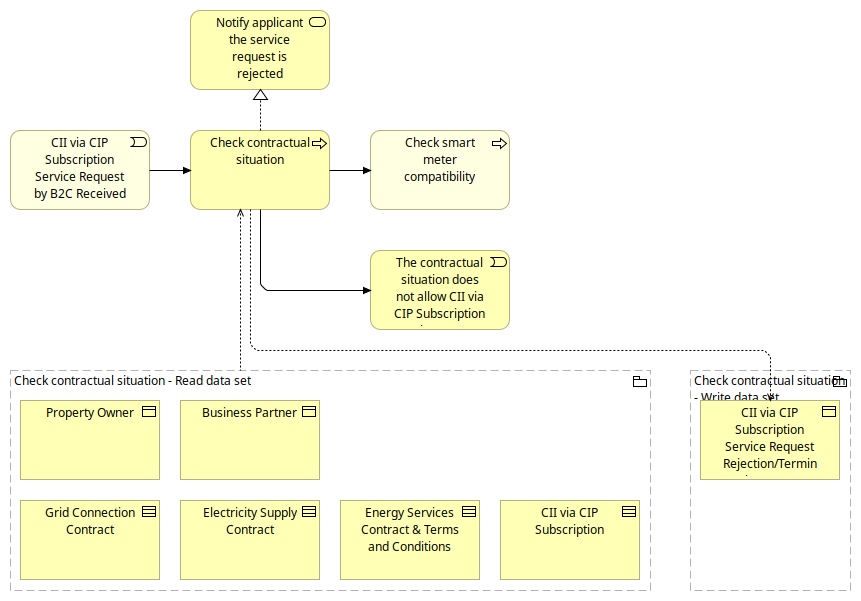 Notify applicant
the service
request is
rejected
CII via CIP
Subscription
Service Request
by B2C Received
Check contractual
situation
Check smart
meter
compatibility
The contractual
situation does
not allow CII via
CIP Subscription
Check contractual situation - Read data set
Property Owner
Business Partner
Grid Connection
Contract
Electricity Supply
Contract
Energy Services
Contract & Terms
and Conditions
CII via CIP
Subscription
Check contractual situation
- Write data set
CII via CIP
Subscription
Service Request
Rejection/Termin